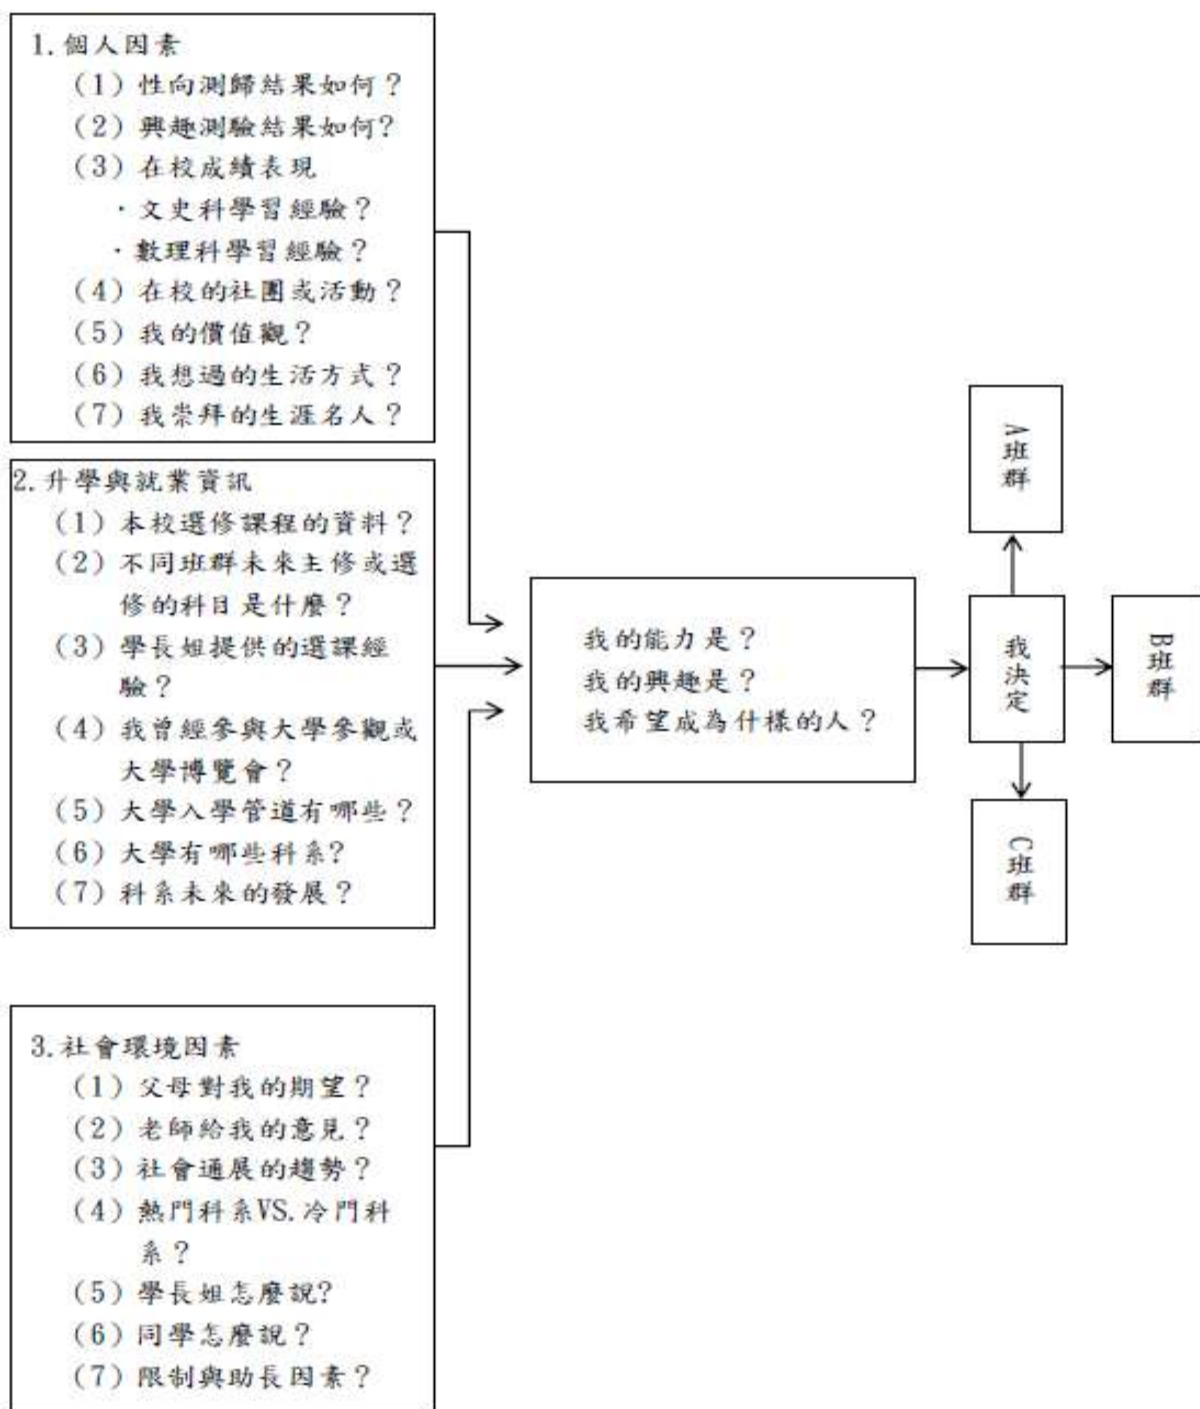 1.個人因素
(1)性向測歸結果如何？
(2)興趣測驗結果如何?
(3)在校成績表現
・文史科學習經驗？
・數理科學習經驗？
(4)在校的社團或活動？
(5)我的價值觀？
(6)我想過的生活方式？
(7)我崇拜的生涯名人？
2.升學與就業資訊
(1)本校選修課程的資料？
(2)不同班群未來主修或選
修的科目是什麼？
(3)學長姐提供的選課經
驗？
(4)我曾經參與大學參觀或
大學博覽會？
(5)大學入學管道有哪些？
(6)大學有哪些科系?
(7)科系未來的發展？
3.社會環境因素
(1)父母對我的期望？
(2)老師給我的意見？
(3)社會通展的趨勢？
(4)熱門科系VS.冷門科
系？
(5)學長姐怎麼說?
(6)同學怎麼說？
(7)限制與助長因素？
我的能力是？
我的興趣是？
我希望成為什樣的人？
我決定
A班群
B班群
C班群